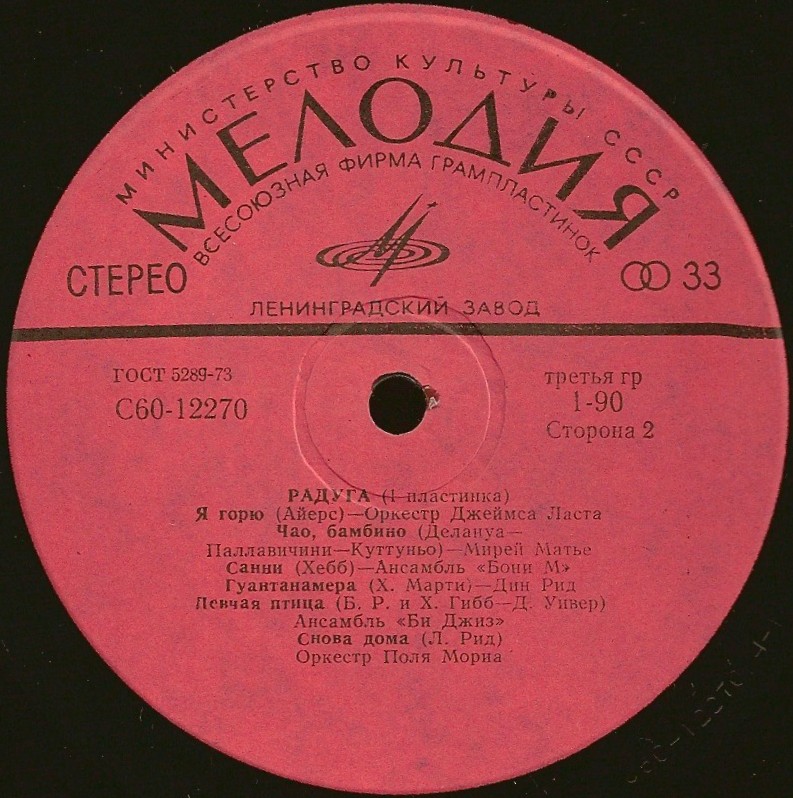 МИНИСТЕРСТВО КУЛЬТУРЫ СССР
МЕЛОДИЯ
ВСЕСОЮЗНАЯ ФИРМА ГРАМПЛАСТИНОК
СТЕРЕО
33
ЛЕНИНГРАДСКИЙ ЗАВОД
ГОСТ 5289-73
третья гр
С60-12270
1-90
Сторона 2
РАДУГА (1 пластинка)
Я горю (Айерс)—Оркестр Джеймса Ласта
Чао, бамбино (Делануа—
Паллавичини—Куттуньо)—Мирей Матье
Санни (Хебб)—Ансамбль «Бони М»
Гуантанамера (Х. Марти)—Дин Рид
Певчая птица (Б. Р. и Х. Гибб—Д. Уивер)
Ансамбль «Би Джиз»
Снова дома (Л. Рид)
Оркестр Поля Мориа